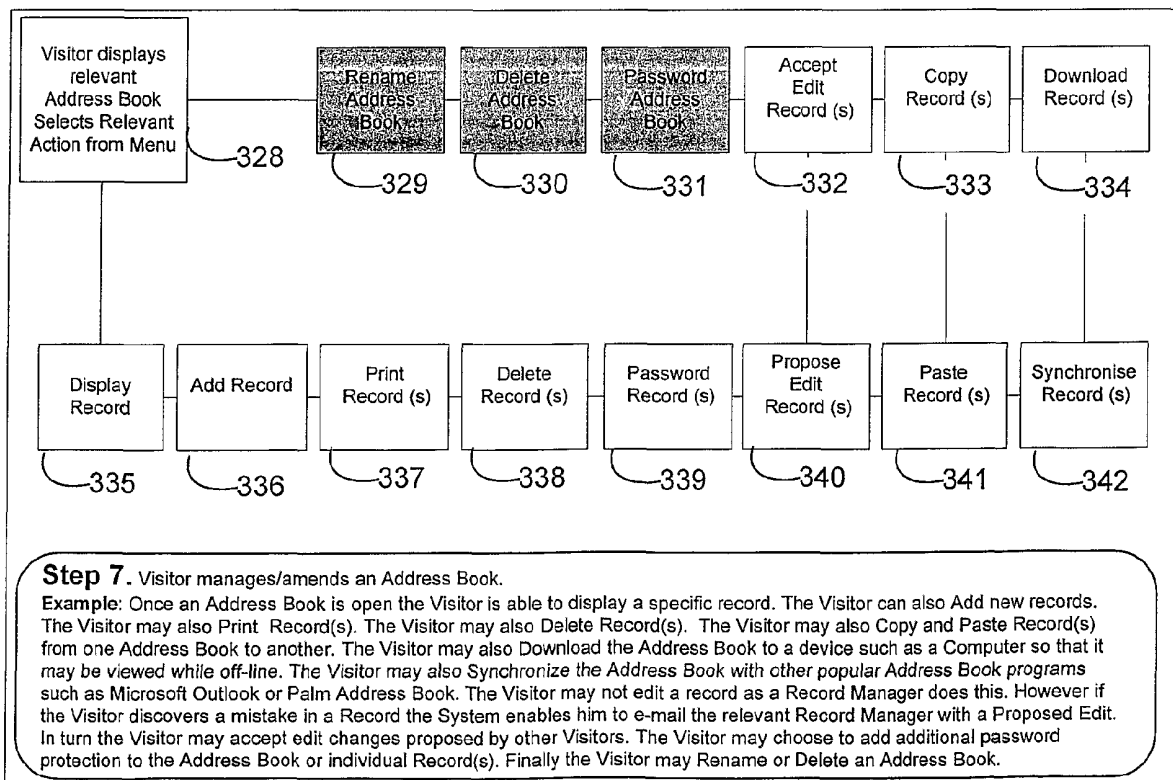 Visitor displays
relevant
Address Book
Selects Relevant
Action from Menu
328
Rename
Address
Book
329
Delete
Address
Book
330
Password
Address
Book
331
Accept
Edit
Record (s)
332
Copy
Record (s)
333
Download
Record (s)
334
Display
Record
335
Add Record
336
Print
Record (s)
337
Delete
Record (s)
338
Password
Record (s)
339
Propose
Edit
Record (s)
340
Paste
Record (s)
341
Synchronise
Record (s)
342
Step 7. Visitor manages/amends an Address Book.
Example: Once an Address Book is open the Visitor is able to display a specific record. The Visitor can also Add new records.
The Visitor may also Print Record(s). The Visitor may also Delete Record(s). The Visitor may also Copy and Paste Record(s)
from one Address Book to another. The Visitor may also Download the Address Book to a device such as a Computer so that it
may be viewed while off-line. The Visitor may also Synchronize the Address Book with other popular Address Book programs
such as Microsoft Outlook or Palm Address Book. The Visitor may not edit a record as a Record Manager does this. However if
the Visitor discovers a mistake in a Record the System enables him to e-mail the relevant Record Manager with a Proposed Edit.
In turn the Visitor may accept edit changes proposed by other Visitors. The Visitor may choose to add additional password
protection to the Address Book or individual Record(s). Finally the Visitor may Rename or Delete an Address Book.